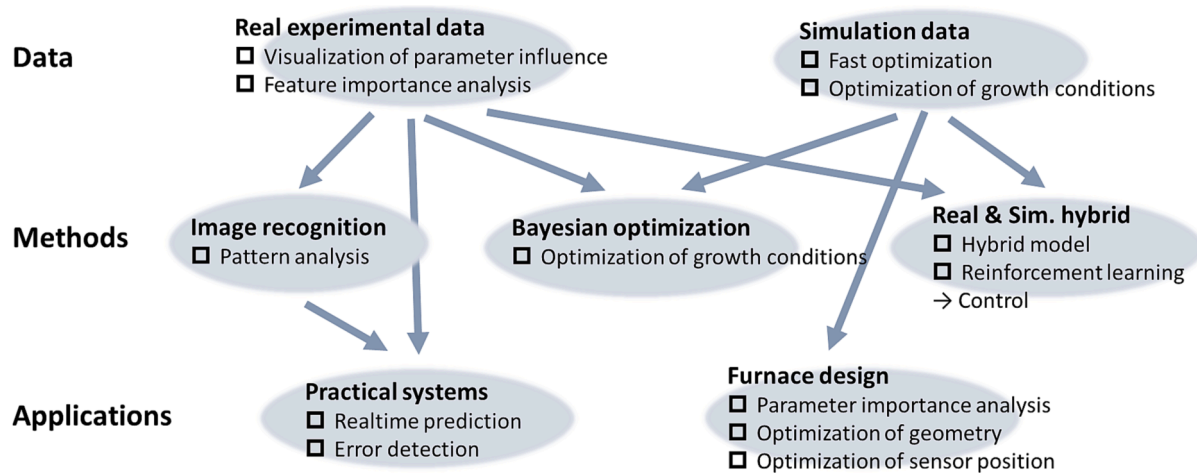 Data
Real experimental data
☐ Visualization of parameter influence
☐ Feature importance analysis
Simulation data
☐ Fast optimization
☐ Optimization of growth conditions
Methods
Image recognition
☐ Pattern analysis
Bayesian optimization
☐ Optimization of growth conditions
Real & Sim. hybrid
☐ Hybrid model
☐ Reinforcement learning
→ Control
Applications
Practical systems
☐ Realtime prediction
☐ Error detection
Furnace design
☐ Parameter importance analysis
☐ Optimization of geometry
☐ Optimization of sensor position